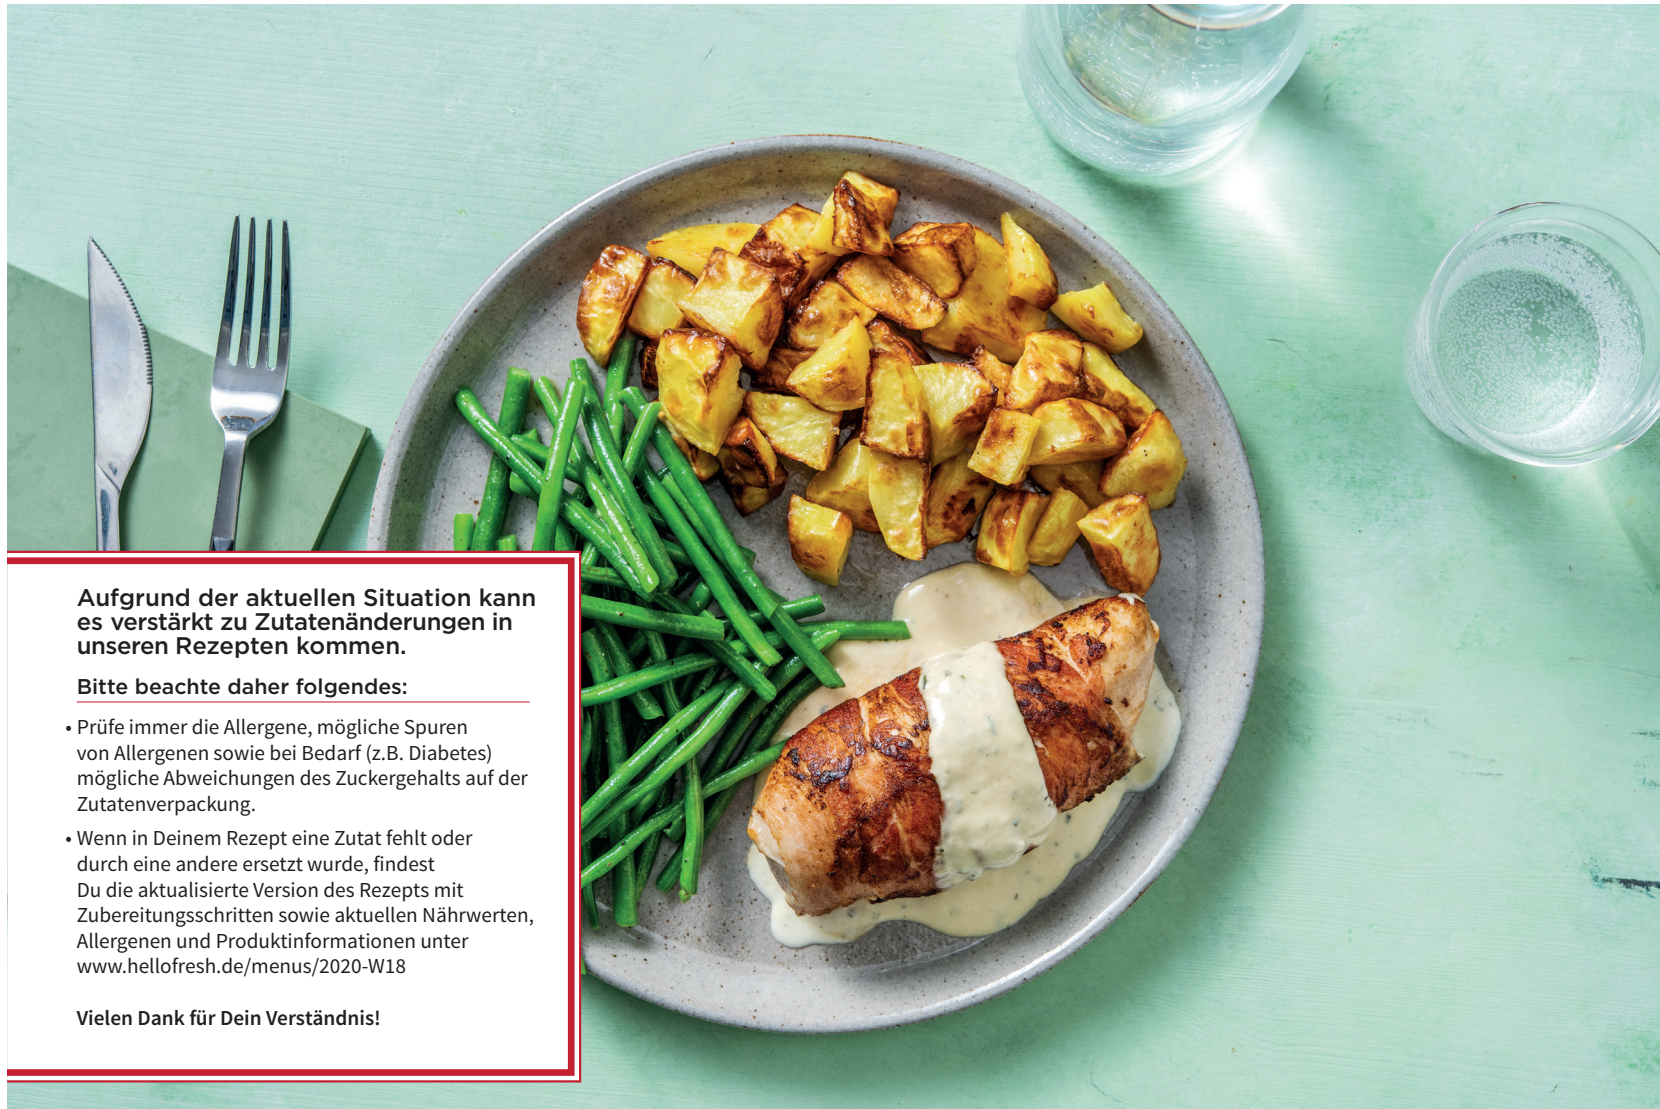 Aufgrund der aktuellen Situation kann
es verstärkt zu Zutatenänderungen in
unseren Rezepten kommen.
Bitte beachte daher folgendes:
• Prüfe immer die Allergene, mögliche Spuren
von Allergenen sowie bei Bedarf (z.B. Diabetes)
mögliche Abweichungen des Zuckergehalts auf der
Zutatenverpackung.
• Wenn in Deinem Rezept eine Zutat fehlt oder
durch eine andere ersetzt wurde, findest
Du die aktualisierte Version des Rezepts mit
Zubereitungsschritten sowie aktuellen Nährwerten,
Allergenen und Produktinformationen unter
www.hellofresh.de/menus/2020-W18
Vielen Dank für Dein Verständnis!